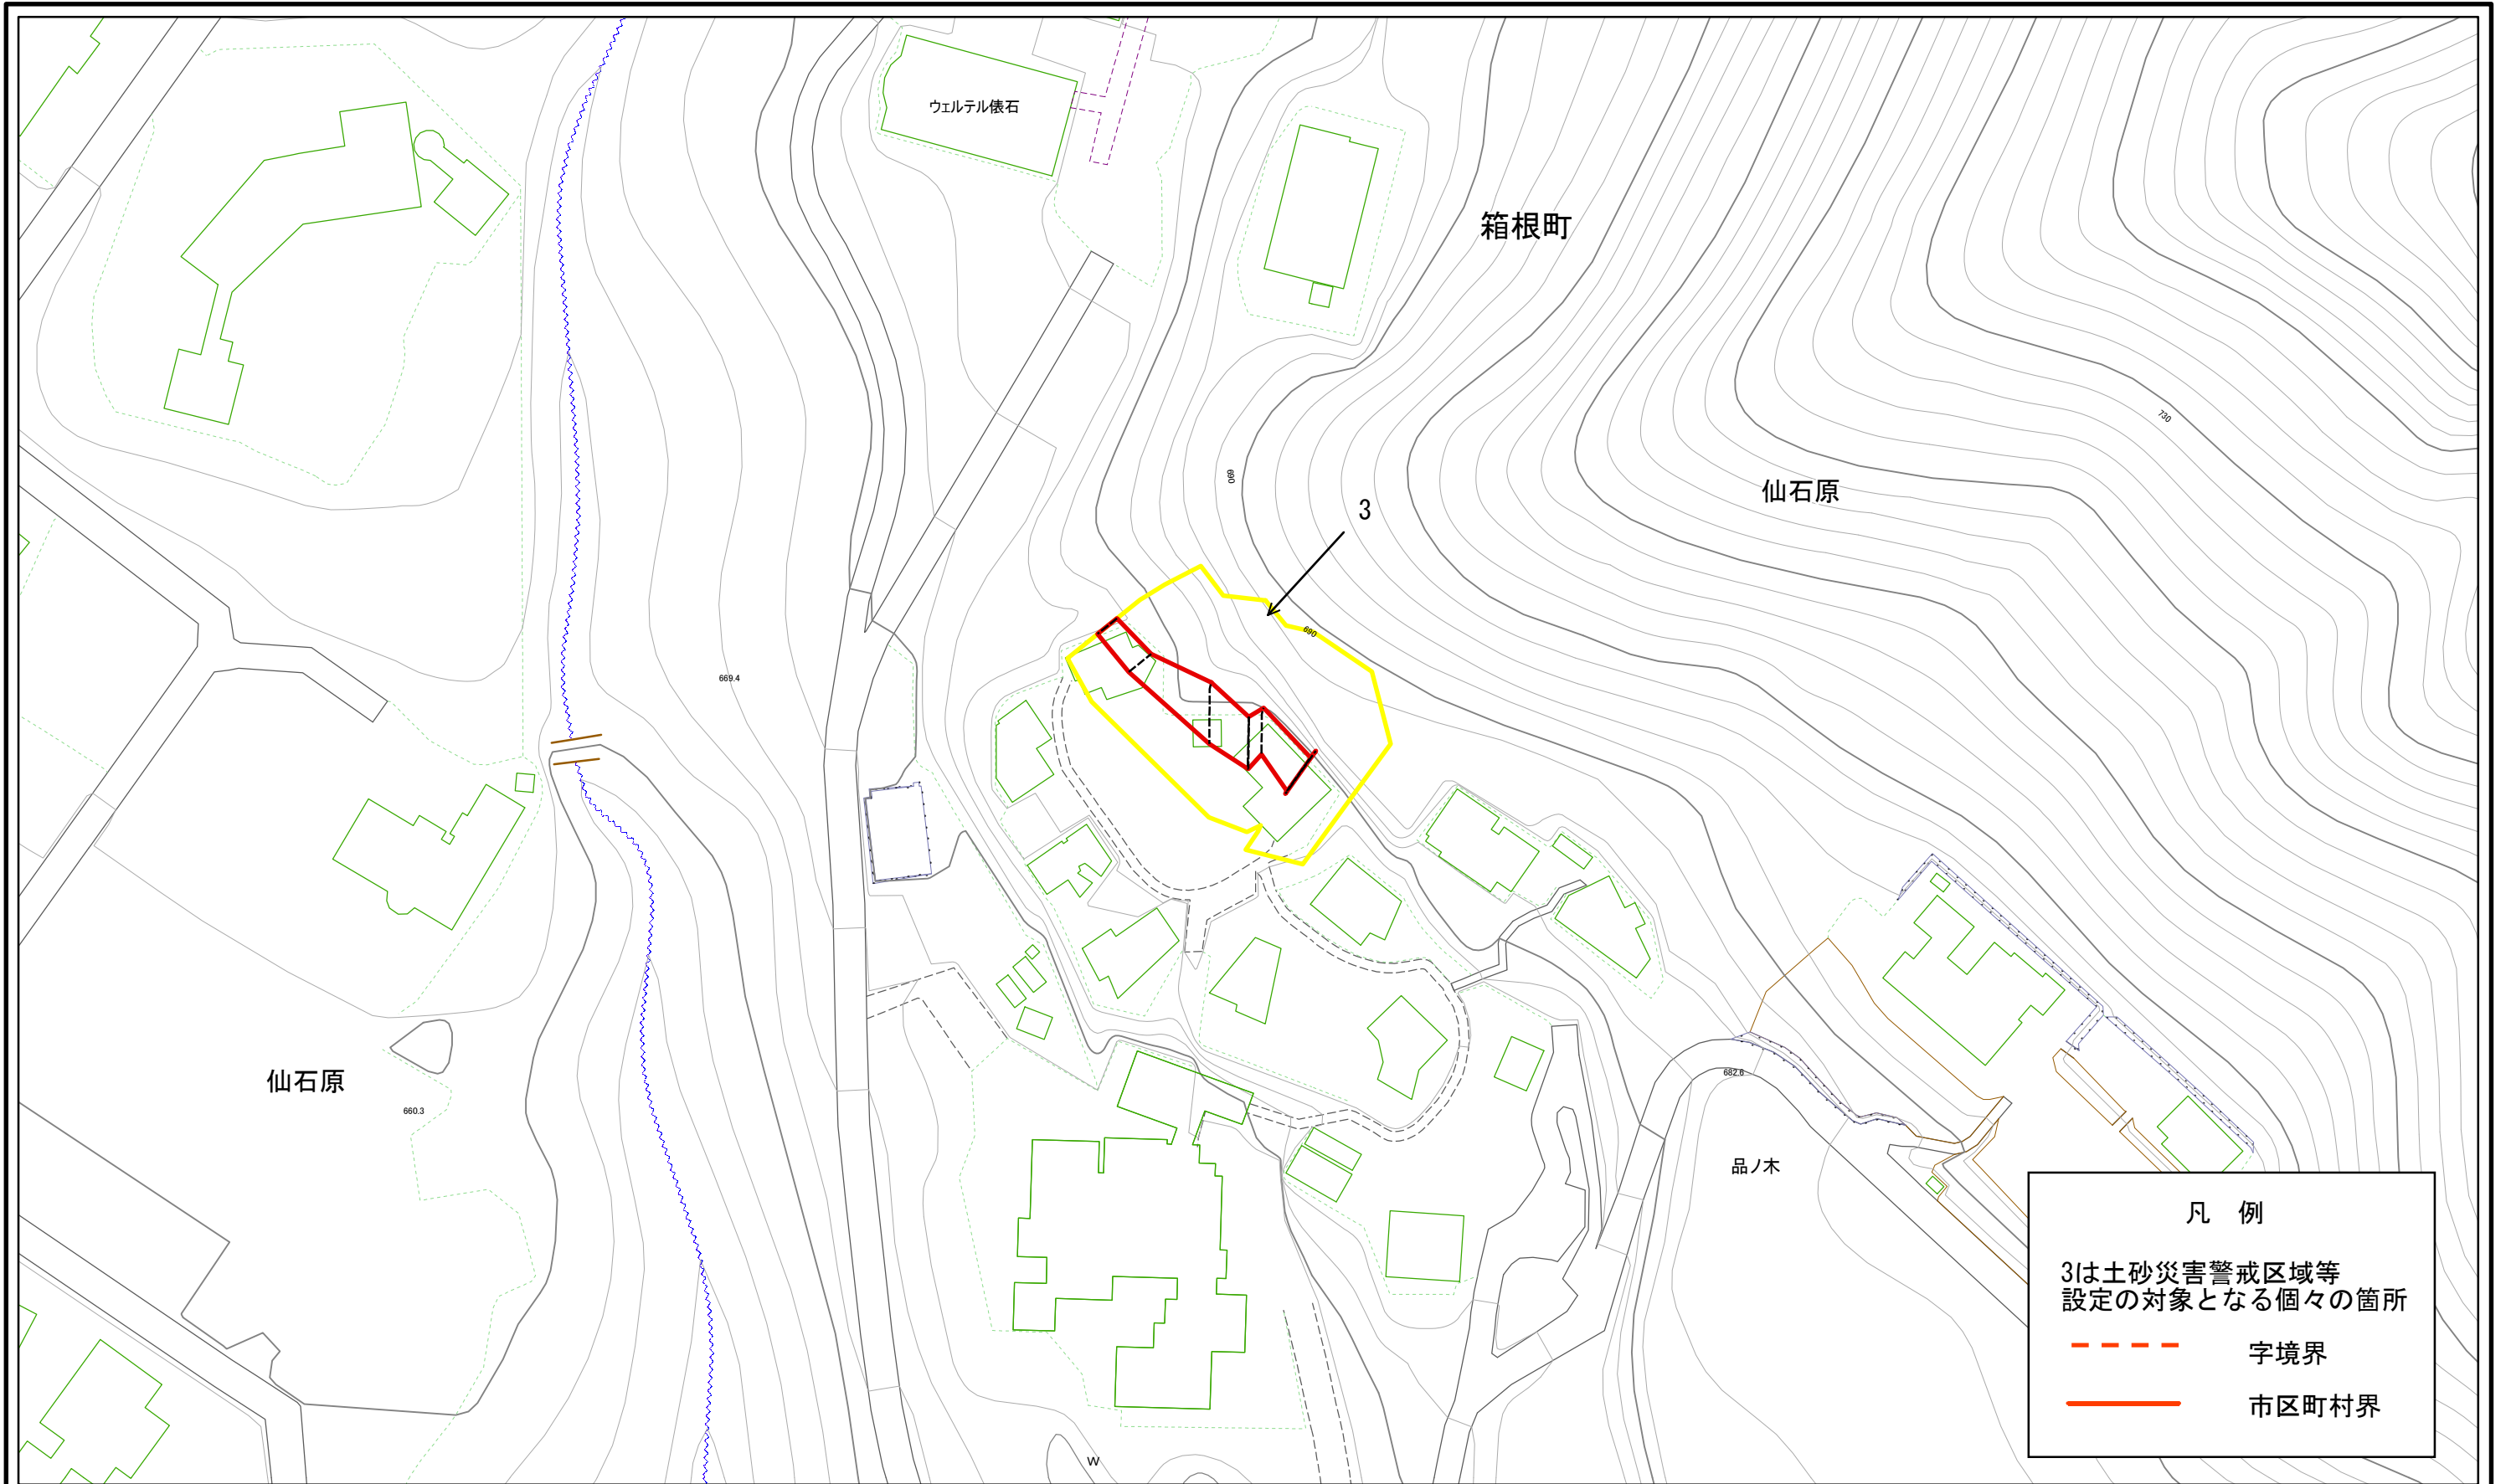 ウェルテル俵石
箱根町
730
690
仙石原
3
690
669.4
仙石原
660.3
682.6
品ノ木
W
凡 例
3は土砂災害警戒区域等
設定の対象となる個々の箇所
字境界
市区町村界